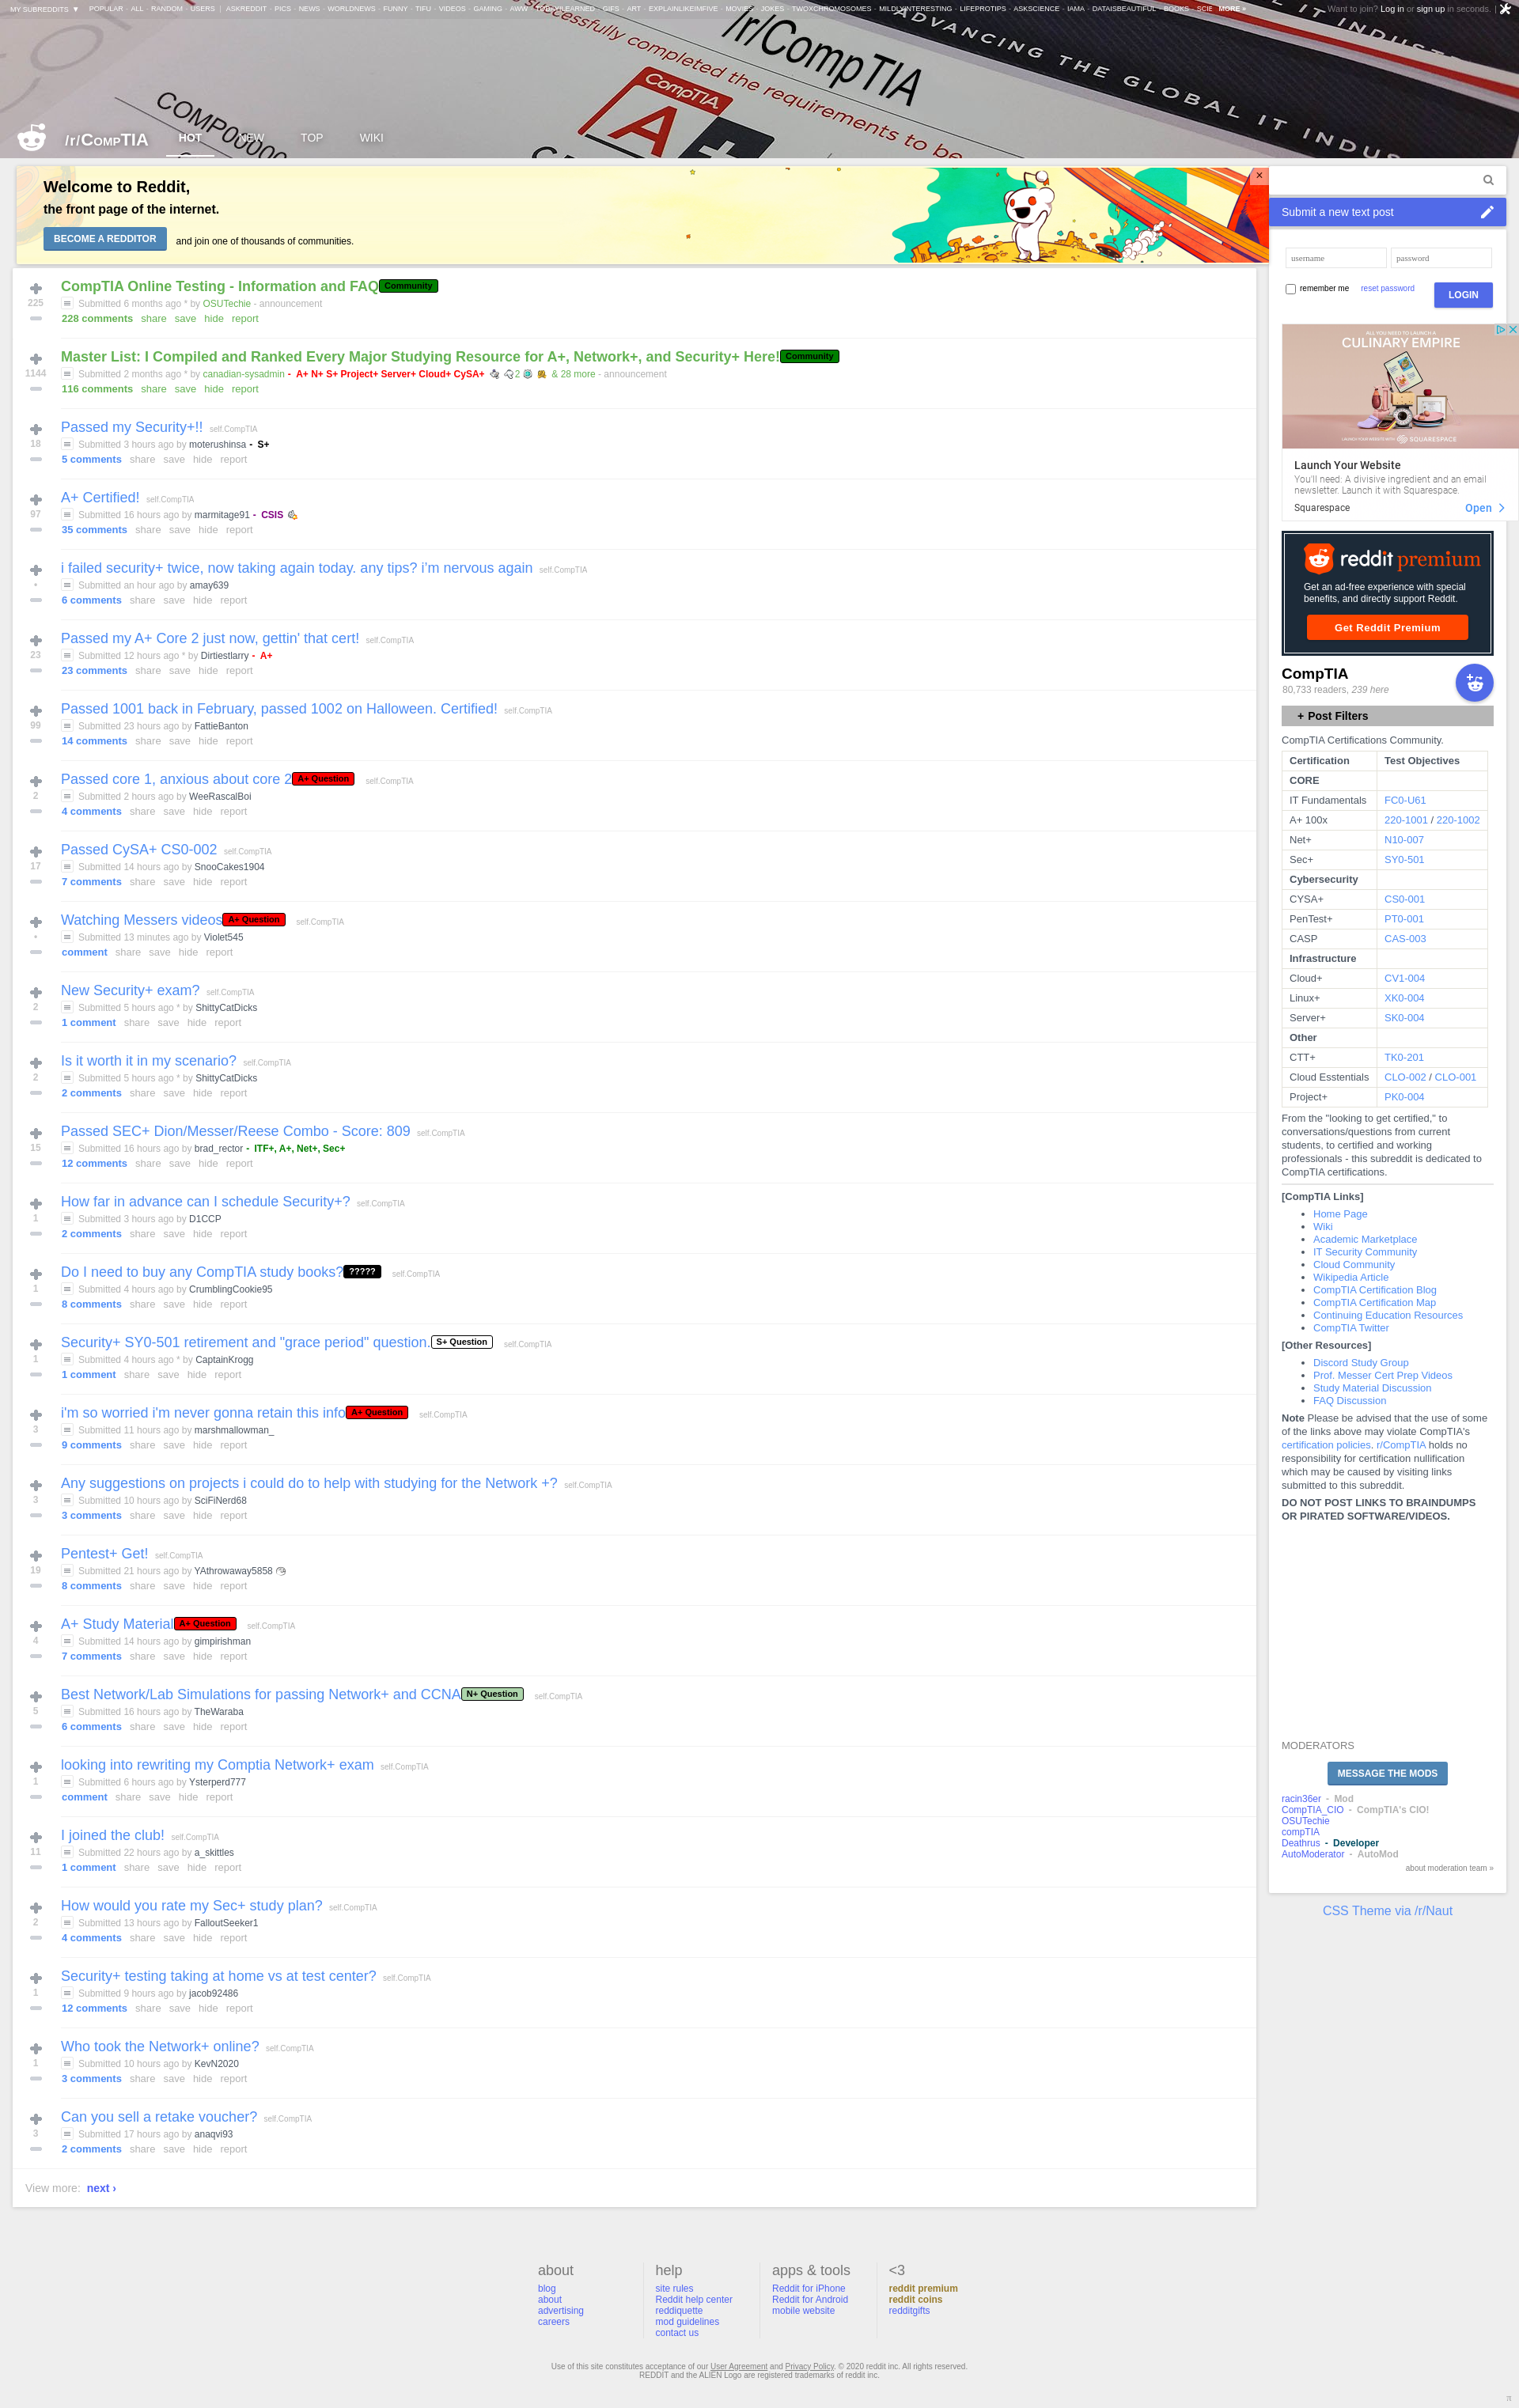 MY SUBREDDITS ▼ POPULAR - ALL - RANDOM - USERS | ASKREDDIT - PICS - NEWS - WORLDNEWS - FUNNY - TIFU - VIDEOS - GAMING - AWW - TODAYILEARNED - GIFS - ART - EXPLAINLIKEIMFIVE - MOVIES - JOKES - TWOXCHROMOSOMES - MILDLYINTERESTING - LIFEPROTIPS - ASKSCIENCE - IAMA - DATAISBEAUTIFUL - BOOKS - SCIE MORE »
Want to join? Log in or sign up in seconds. |
/r/CompTIA
ADVANCING THE GLOBAL IT INDUS
completed the requirements to
CompTIA
A+
COMP00000
INDUSTR
/r/CompTIA HOT NEW TOP WIKI
Welcome to Reddit,
the front page of the internet.
BECOME A REDDITOR and join one of thousands of communities.
×
CompTIA Online Testing - Information and FAQ Community
225
Submitted 6 months ago * by OSUTechie - announcement
228 comments share save hide report
Master List: I Compiled and Ranked Every Major Studying Resource for A+, Network+, and Security+ Here! Community
1144
Submitted 2 months ago * by canadian-sysadmin - A+ N+ S+ Project+ Server+ Cloud+ CySA+ 2 & 28 more - announcement
116 comments share save hide report
Passed my Security+!! self.CompTIA
18
Submitted 3 hours ago by moterushinsa - S+
5 comments share save hide report
A+ Certified! self.CompTIA
97
Submitted 16 hours ago by marmitage91 - CSIS
35 comments share save hide report
i failed security+ twice, now taking again today. any tips? i'm nervous again self.CompTIA
•
Submitted an hour ago by amay639
6 comments share save hide report
Passed my A+ Core 2 just now, gettin' that cert! self.CompTIA
23
Submitted 12 hours ago * by Dirtiestlarry - A+
23 comments share save hide report
Passed 1001 back in February, passed 1002 on Halloween. Certified! self.CompTIA
99
Submitted 23 hours ago by FattieBanton
14 comments share save hide report
Passed core 1, anxious about core 2 A+ Question self.CompTIA
2
Submitted 2 hours ago by WeeRascalBoi
4 comments share save hide report
Passed CySA+ CS0-002 self.CompTIA
17
Submitted 14 hours ago by SnooCakes1904
7 comments share save hide report
Watching Messers videos A+ Question self.CompTIA
•
Submitted 13 minutes ago by Violet545
comment share save hide report
New Security+ exam? self.CompTIA
2
Submitted 5 hours ago * by ShittyCatDicks
1 comment share save hide report
Is it worth it in my scenario? self.CompTIA
2
Submitted 5 hours ago * by ShittyCatDicks
2 comments share save hide report
Passed SEC+ Dion/Messer/Reese Combo - Score: 809 self.CompTIA
15
Submitted 16 hours ago by brad_rector - ITF+, A+, Net+, Sec+
12 comments share save hide report
How far in advance can I schedule Security+? self.CompTIA
1
Submitted 3 hours ago by D1CCP
2 comments share save hide report
Do I need to buy any CompTIA study books? ????? self.CompTIA
1
Submitted 4 hours ago by CrumblingCookie95
8 comments share save hide report
Security+ SY0-501 retirement and "grace period" question. S+ Question self.CompTIA
1
Submitted 4 hours ago * by CaptainKrogg
1 comment share save hide report
i'm so worried i'm never gonna retain this info A+ Question self.CompTIA
3
Submitted 11 hours ago by marshmallowman_
9 comments share save hide report
Any suggestions on projects i could do to help with studying for the Network +? self.CompTIA
3
Submitted 10 hours ago by SciFiNerd68
3 comments share save hide report
Pentest+ Get! self.CompTIA
19
Submitted 21 hours ago by YAthrowaway5858
8 comments share save hide report
A+ Study Material A+ Question self.CompTIA
4
Submitted 14 hours ago by gimpirishman
7 comments share save hide report
Best Network/Lab Simulations for passing Network+ and CCNA N+ Question self.CompTIA
5
Submitted 16 hours ago by TheWaraba
6 comments share save hide report
looking into rewriting my Comptia Network+ exam self.CompTIA
1
Submitted 6 hours ago by Ysterperd777
comment share save hide report
I joined the club! self.CompTIA
11
Submitted 22 hours ago by a_skittles
1 comment share save hide report
How would you rate my Sec+ study plan? self.CompTIA
2
Submitted 13 hours ago by FalloutSeeker1
4 comments share save hide report
Security+ testing taking at home vs at test center? self.CompTIA
1
Submitted 9 hours ago by jacob92486
12 comments share save hide report
Who took the Network+ online? self.CompTIA
1
Submitted 10 hours ago by KevN2020
3 comments share save hide report
Can you sell a retake voucher? self.CompTIA
3
Submitted 17 hours ago by anaqvi93
2 comments share save hide report
View more: next ›
Submit a new text post
username password
remember me reset password LOGIN
ALL YOU NEED TO LAUNCH A
CULINARY EMPIRE
LAUNCH YOUR WEBSITE WITH SQUARESPACE
Launch Your Website
You'll need: A divisive ingredient and an email
newsletter. Launch it with Squarespace.
Squarespace Open
reddit premium
Get an ad-free experience with special
benefits, and directly support Reddit.
Get Reddit Premium
CompTIA
80,733 readers, 239 here
+ Post Filters
CompTIA Certifications Community.
Certification Test Objectives
CORE
IT Fundamentals FC0-U61
A+ 100x 220-1001 / 220-1002
Net+ N10-007
Sec+ SY0-501
Cybersecurity
CYSA+ CS0-001
PenTest+ PT0-001
CASP CAS-003
Infrastructure
Cloud+ CV1-004
Linux+ XK0-004
Server+ SK0-004
Other
CTT+ TK0-201
Cloud Esstentials CLO-002 / CLO-001
Project+ PK0-004
From the "looking to get certified," to
conversations/questions from current
students, to certified and working
professionals - this subreddit is dedicated to
CompTIA certifications.
[CompTIA Links]
• Home Page
• Wiki
• Academic Marketplace
• IT Security Community
• Cloud Community
• Wikipedia Article
• CompTIA Certification Blog
• CompTIA Certification Map
• Continuing Education Resources
• CompTIA Twitter
[Other Resources]
• Discord Study Group
• Prof. Messer Cert Prep Videos
• Study Material Discussion
• FAQ Discussion
Note Please be advised that the use of some
of the links above may violate CompTIA's
certification policies. r/CompTIA holds no
responsibility for certification nullification
which may be caused by visiting links
submitted to this subreddit.
DO NOT POST LINKS TO BRAINDUMPS
OR PIRATED SOFTWARE/VIDEOS.
MODERATORS
MESSAGE THE MODS
racin36er - Mod
CompTIA_CIO - CompTIA's CIO!
OSUTechie
compTIA
Deathrus - Developer
AutoModerator - AutoMod
about moderation team »
CSS Theme via /r/Naut
about
blog
about
advertising
careers
help
site rules
Reddit help center
reddiquette
mod guidelines
contact us
apps & tools
Reddit for iPhone
Reddit for Android
mobile website
<3
reddit premium
reddit coins
redditgifts
Use of this site constitutes acceptance of our User Agreement and Privacy Policy. © 2020 reddit inc. All rights reserved.
REDDIT and the ALIEN Logo are registered trademarks of reddit inc.
π